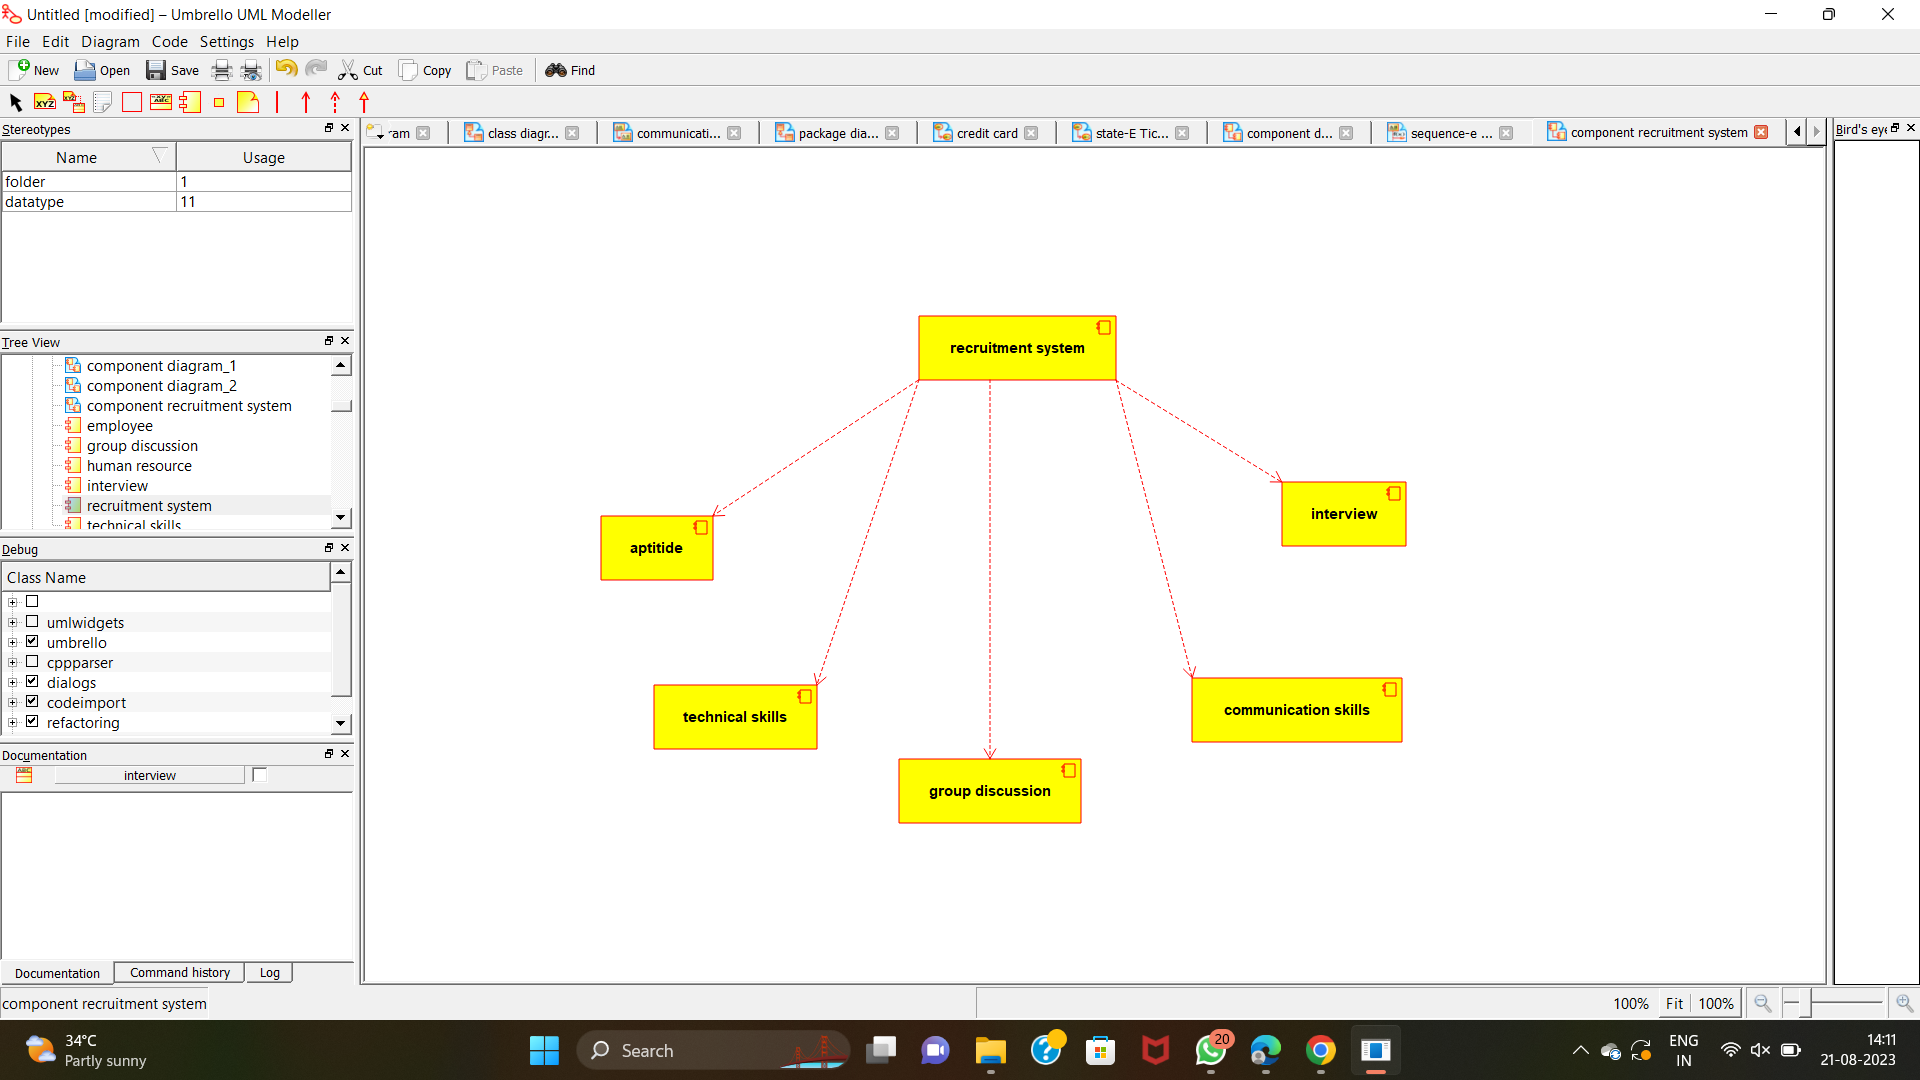 Untitled [modified] – Umbrello UML Modeller
File Edit Diagram Code Settings Help
New Open Save Cut Copy Paste Find
XYZ
Stereotypes
Name Usage
folder 1
datatype 11
Tree View
component diagram_1
component diagram_2
component recruitment system
employee
group discussion
human resource
interview
recruitment system
technical skills
Debug
Class Name
umlwidgets
umbrello
cppparser
dialogs
codeimport
refactoring
Documentation
interview
Documentation Command history Log
ram class diagr... communicati... package dia... credit card state-E Tic... component d... sequence-e ... component recruitment system
Bird's eye
recruitment system
interview
aptitide
communication skills
technical skills
group discussion
component recruitment system
100% Fit 100%
34°C
Partly sunny
Search
20
ENG
IN
14:11
21-08-2023